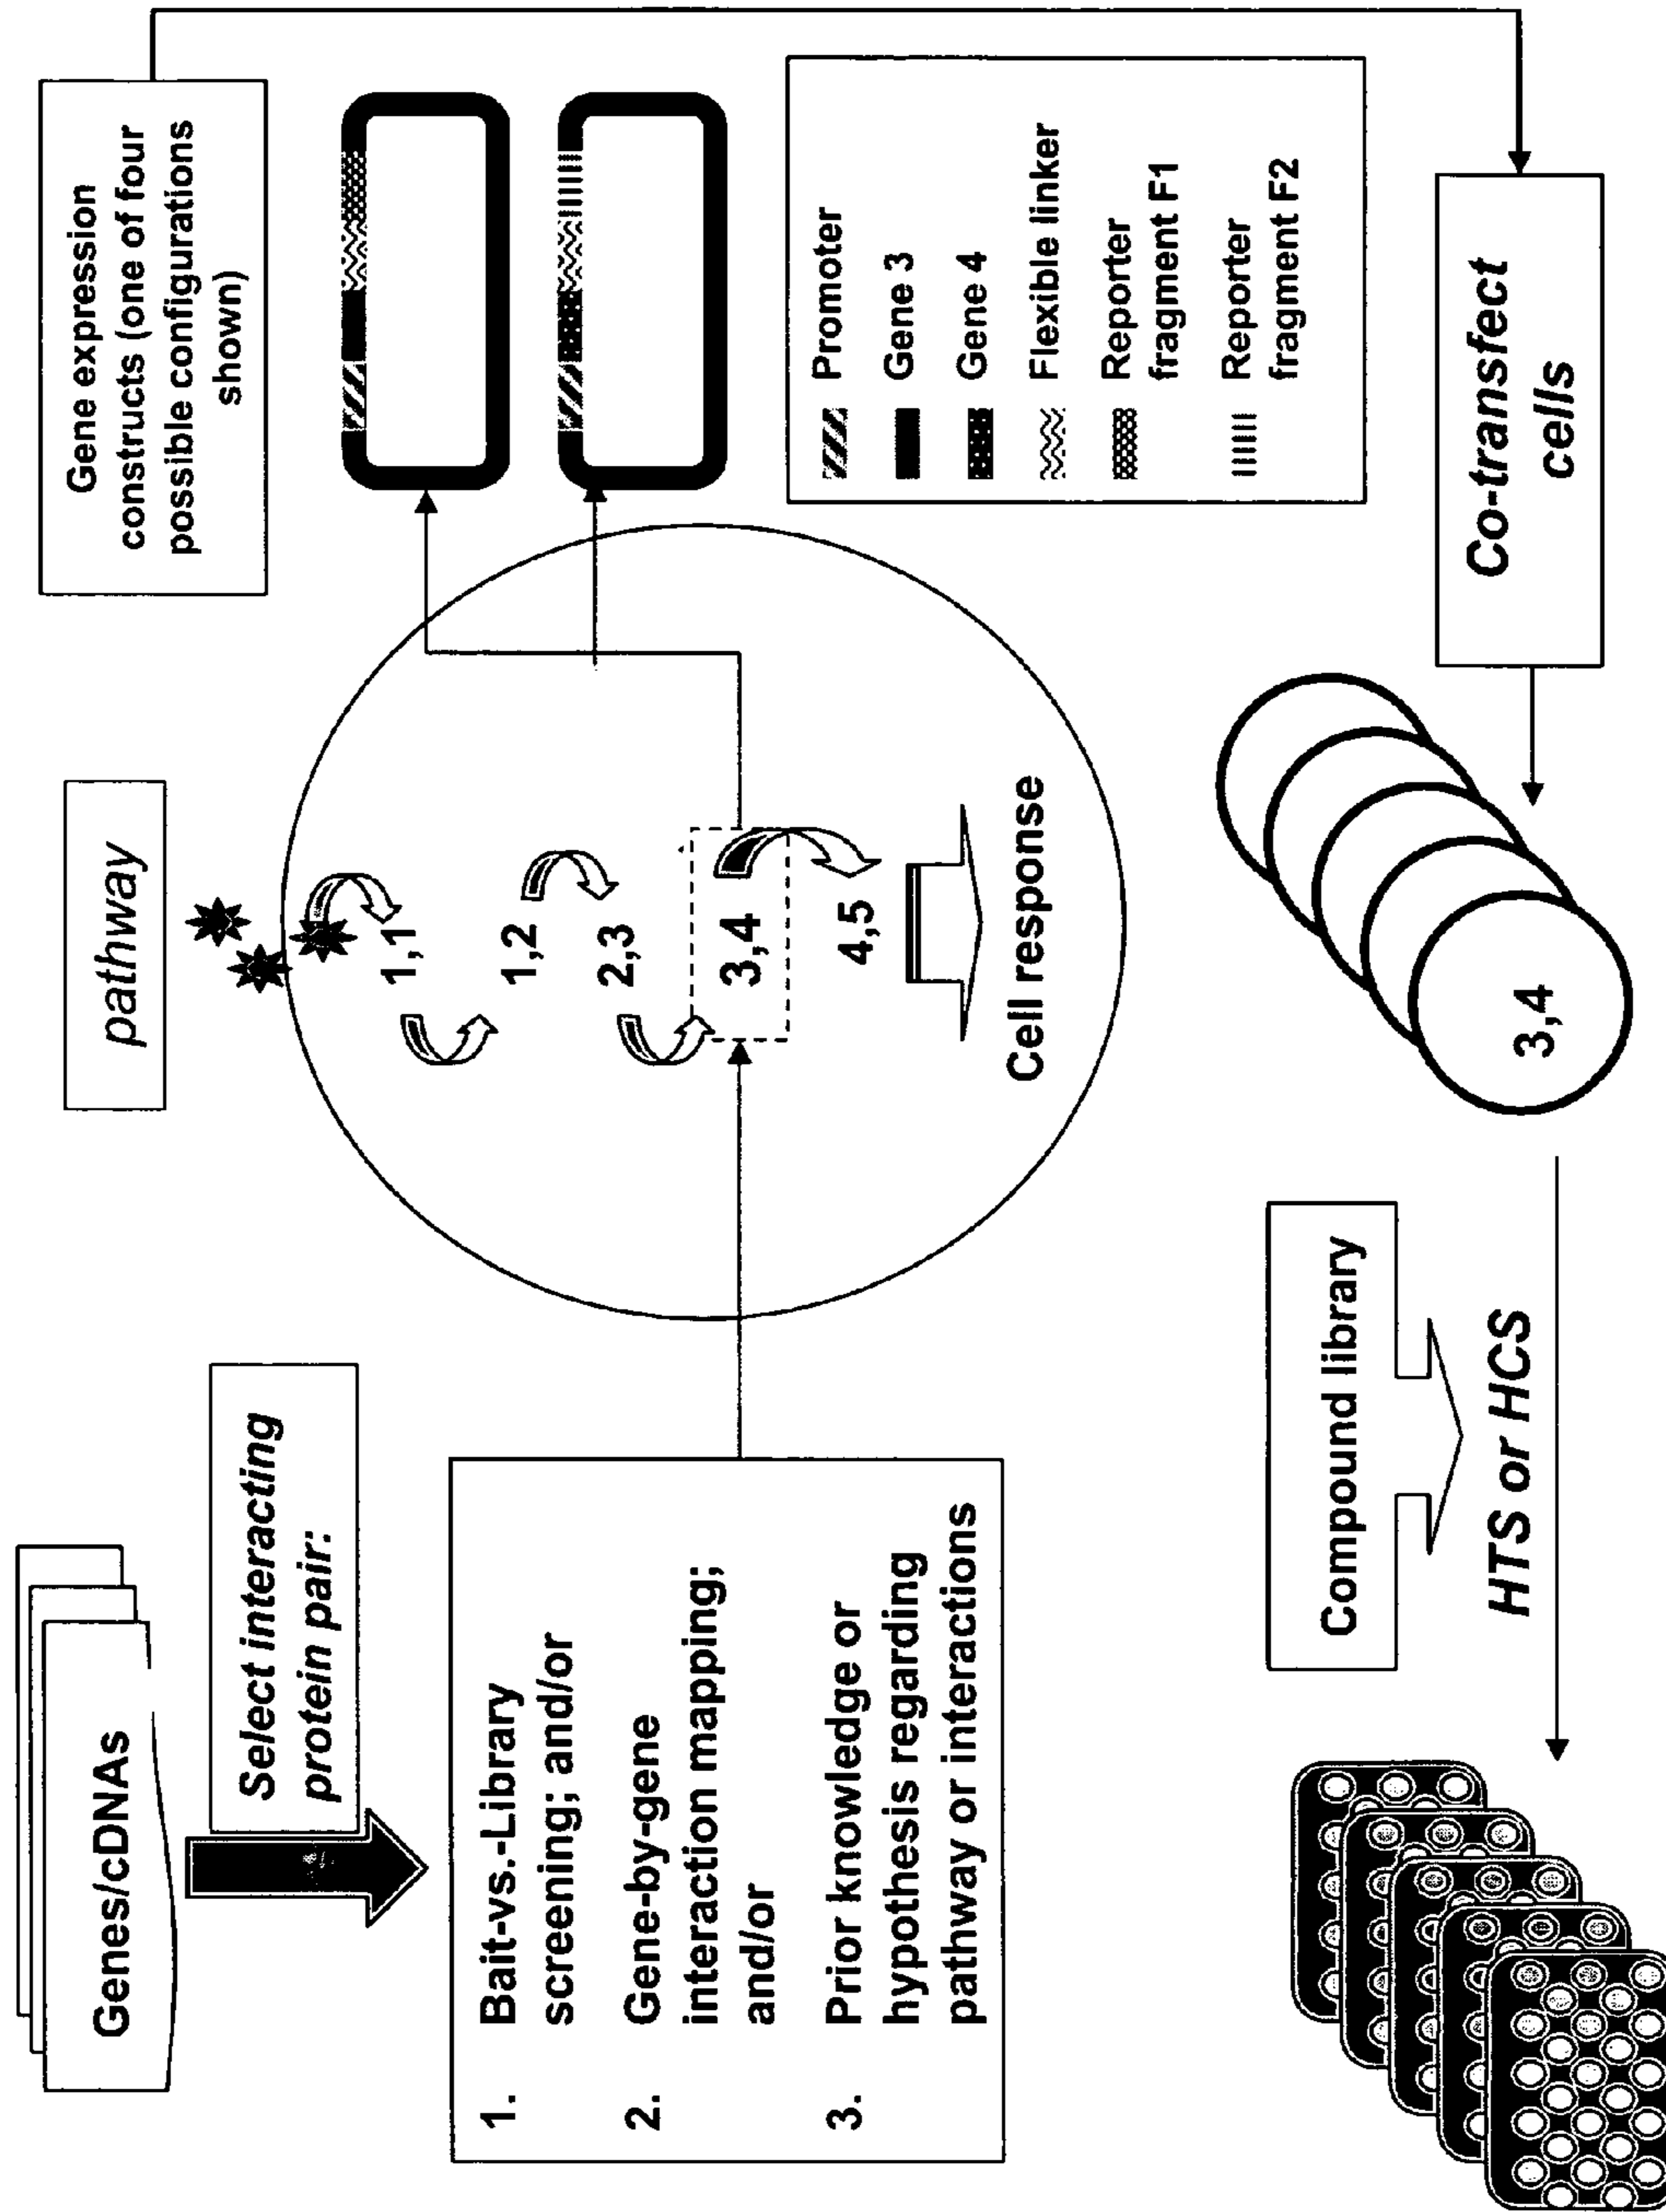 Genes/cDNAs
Select interacting
protein pair:
1. Bait-vs.-Library
screening; and/or
2. Gene-by-gene
interaction mapping;
and/or
3. Prior knowledge or
hypothesis regarding
pathway or interactions
pathway
1,1
1,2
2,3
3,4
4,5
Cell response
Gene expression
constructs (one of four
possible configurations
shown)
Promoter
Gene 3
Gene 4
Flexible linker
Reporter
fragment F1
Reporter
fragment F2
Co-transfect
cells
3,4
Compound library
HTS or HCS